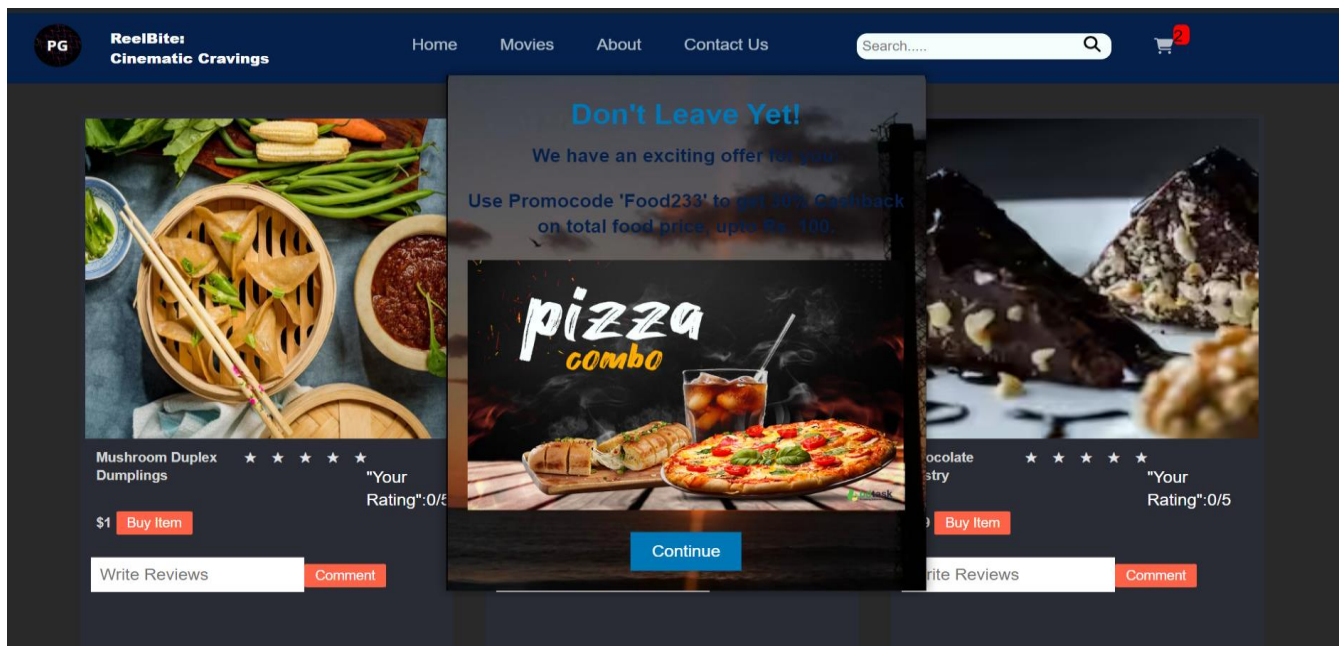 PG
ReelBite:
Cinematic Cravings
Home
Movies
About
Contact Us
Search.....
2
Don't Leave Yet!
We have an exciting offer for
Use Promocode 'Food233' to get Cashback
on total food price, upto Rs. 100.
pizza
combo
Continue
Mushroom Duplex
Dumplings
"Your
Rating":0/5
$1
Buy Item
Write Reviews
Comment
ocolate
stry
"Your
Rating":0/5
Buy Item
rite Reviews
Comment